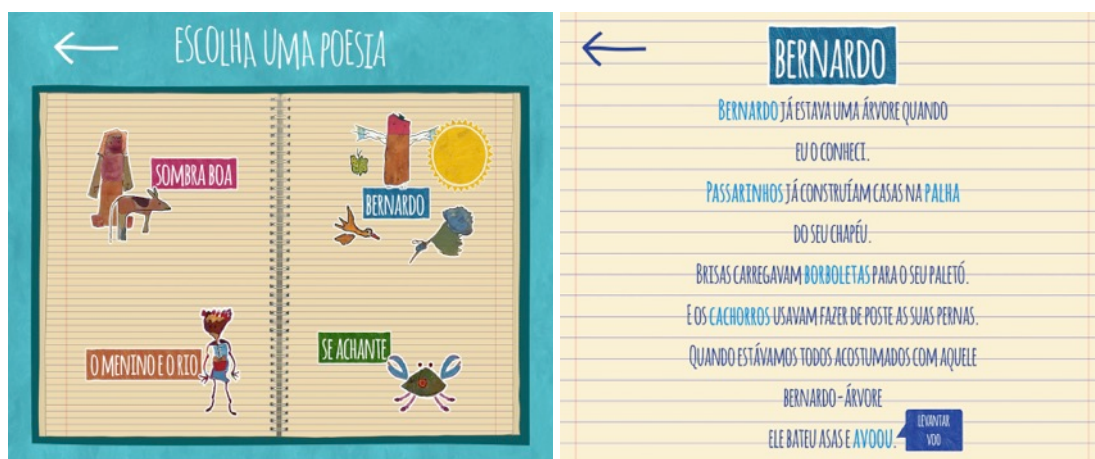 ESCOLHA UMA POESIA
SOMBRA BOA
BERNARDO
O MENINO E O RIO
SE ACHANTE
BERNARDO
BERNARDO JÁ ESTAVA UMA ÁRVORE QUANDO
EU O CONHECI.
PASSARINHOS JÁ CONSTRUÍAM CASAS NA PALHA
DO SEU CHAPÉU.
BRISAS CARREGAVAM BORBOLETAS PARA O SEU PALETÓ.
E OS CACHORROS USAVAM FAZER DE POSTE AS SUAS PERNAS.
QUANDO ESTÁVAMOS TODOS ACOSTUMADOS COM AQUELE
BERNARDO-ÁRVORE
ELE BATEU ASAS E AVOOU.
LEVANTAR
VOO